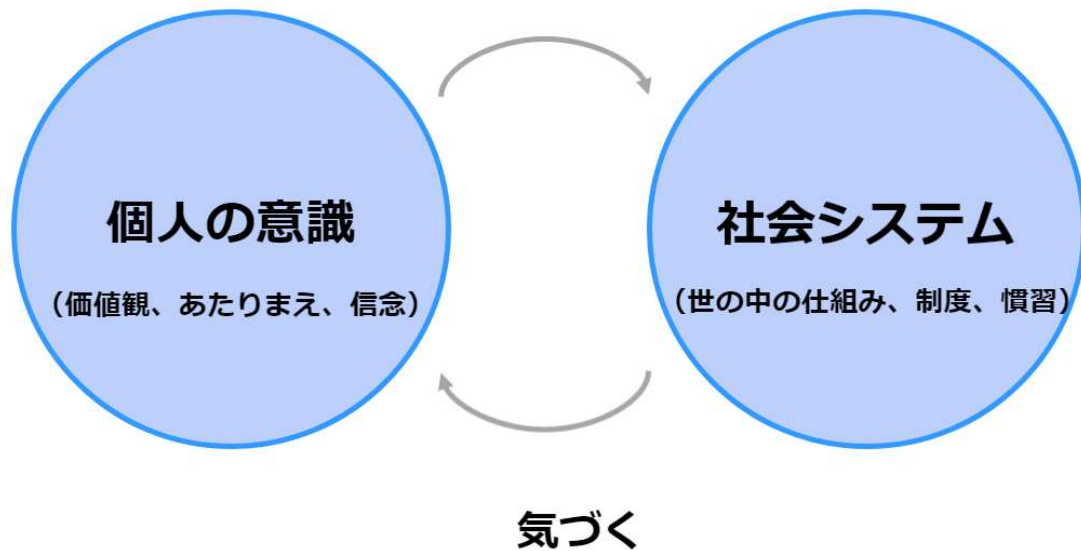 個人の意識
（価値観、あたりまえ、信念）
社会システム
（世の中の仕組み、制度、慣習）
気づく